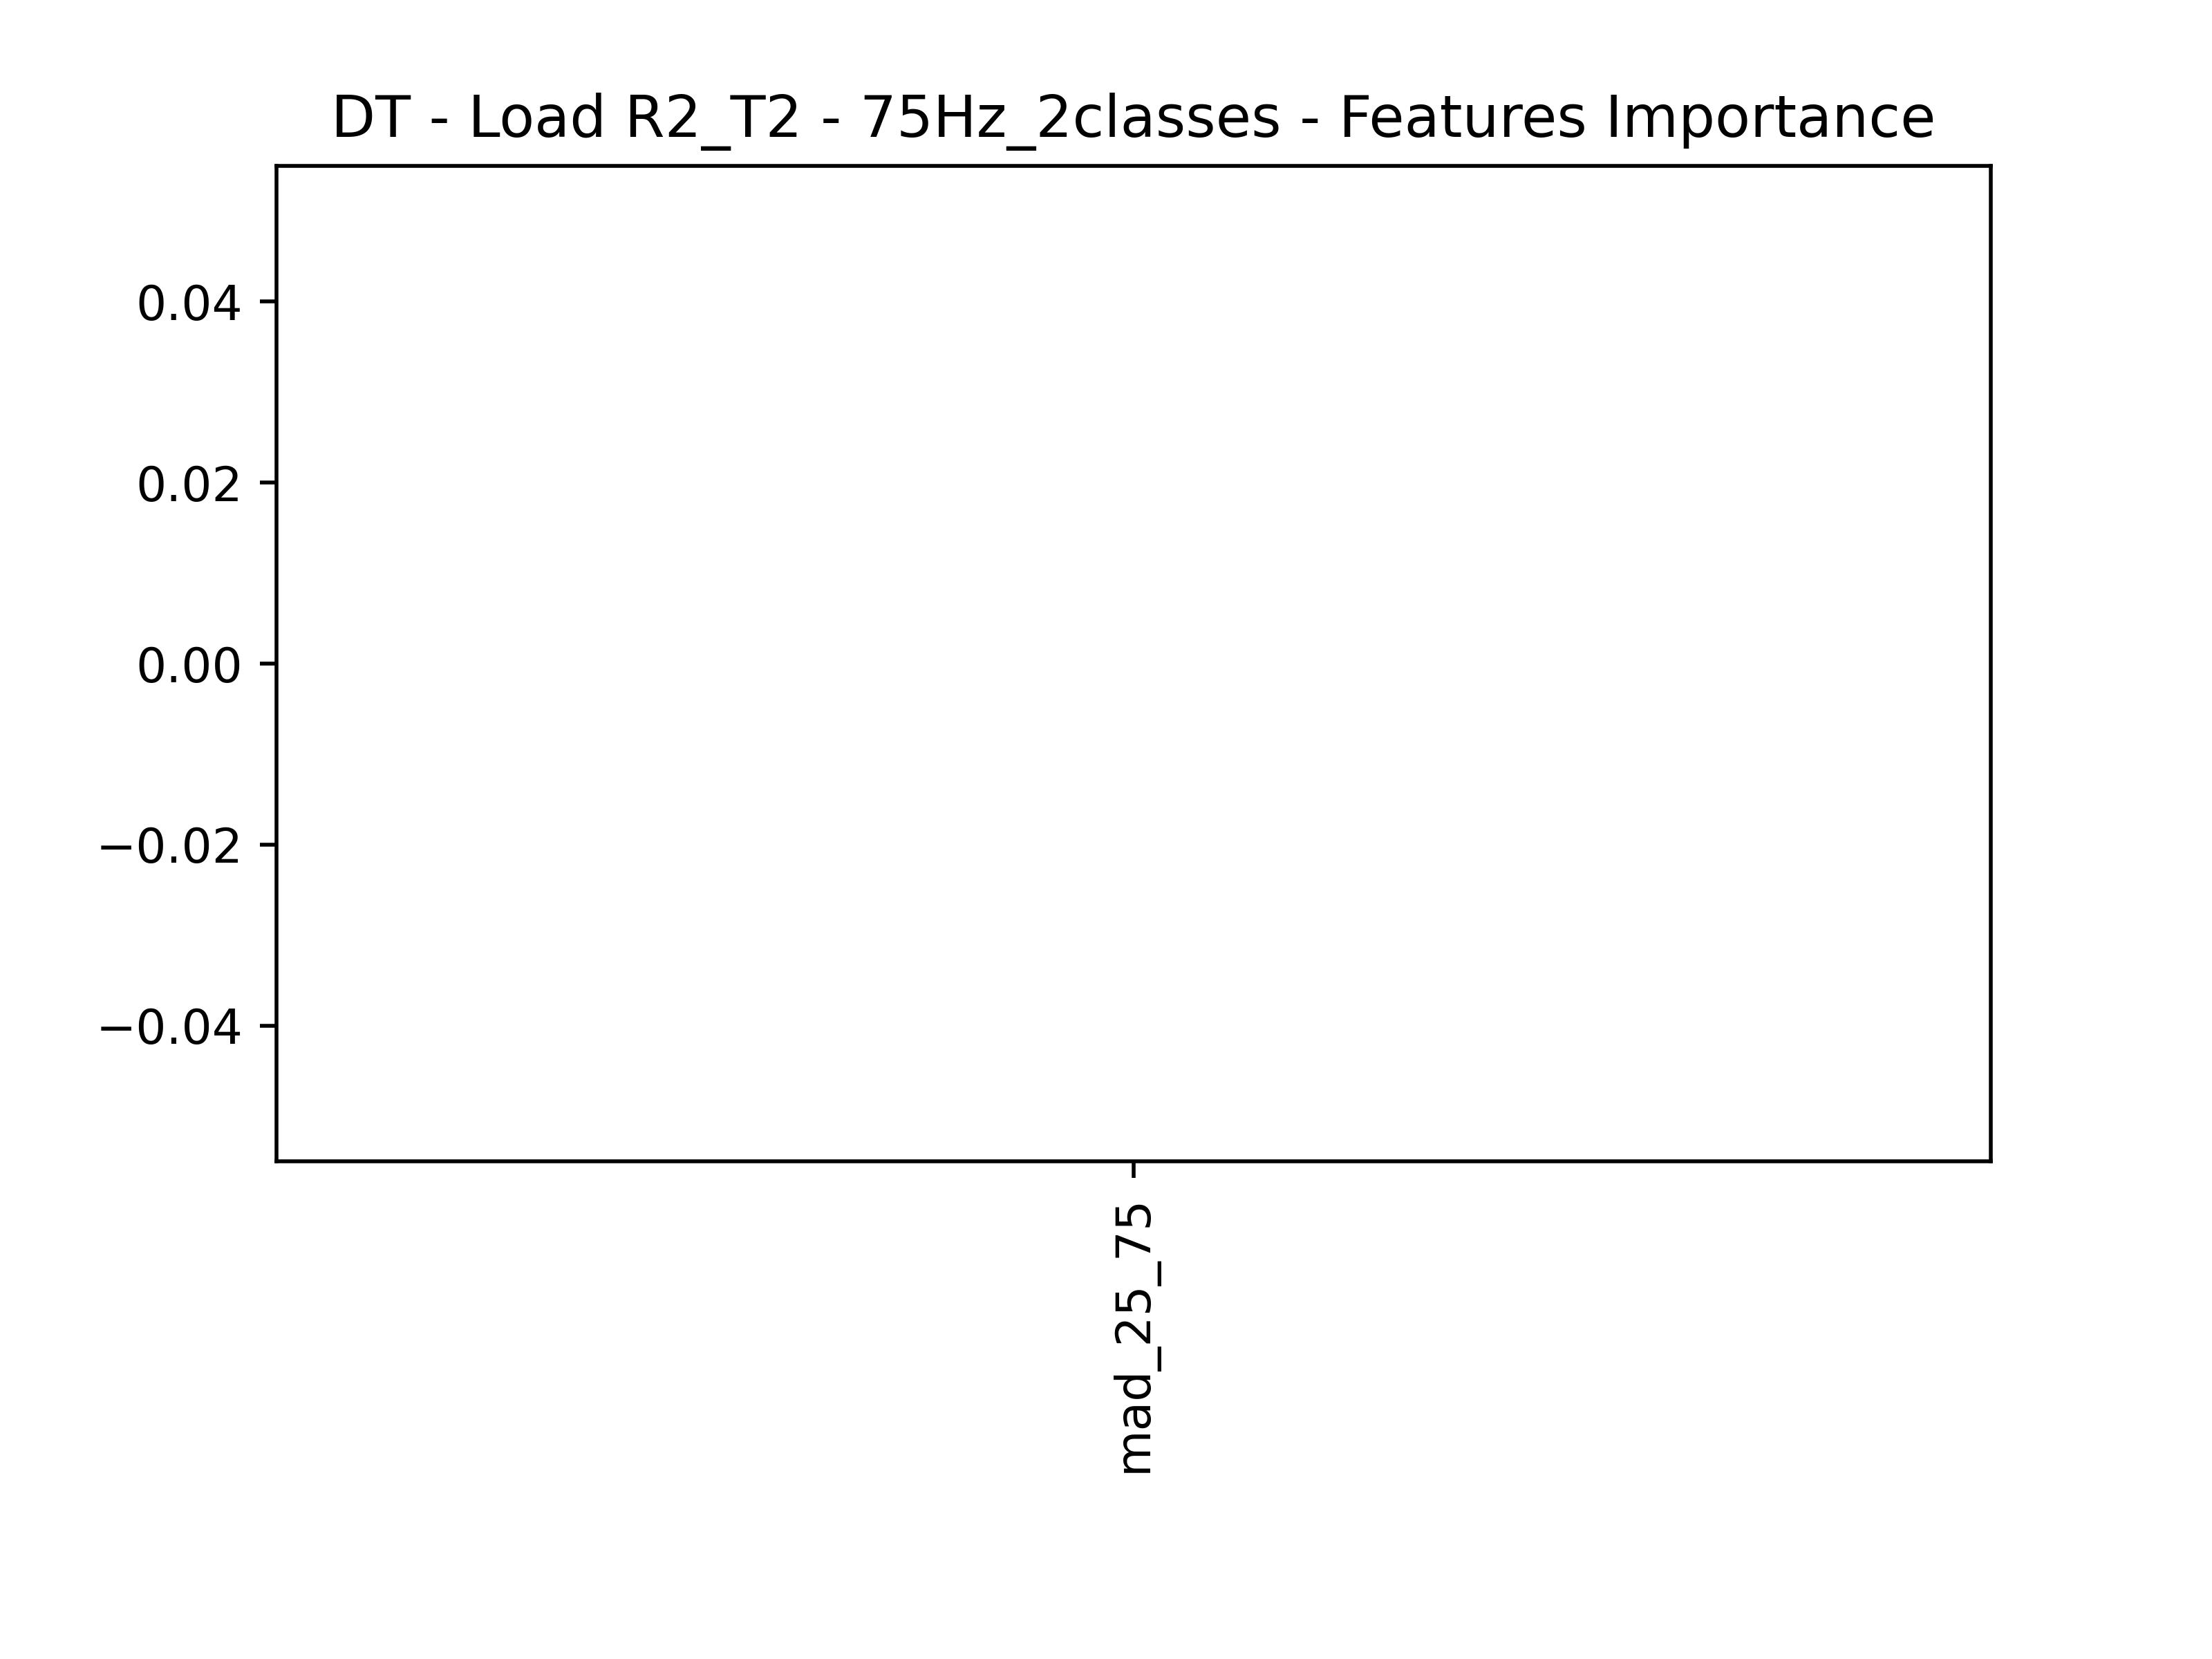 DT - Load R2_T2 - 75Hz_2classes - Features Importance
0.04
0.02
0.00
−0.02
−0.04
mad_25_75